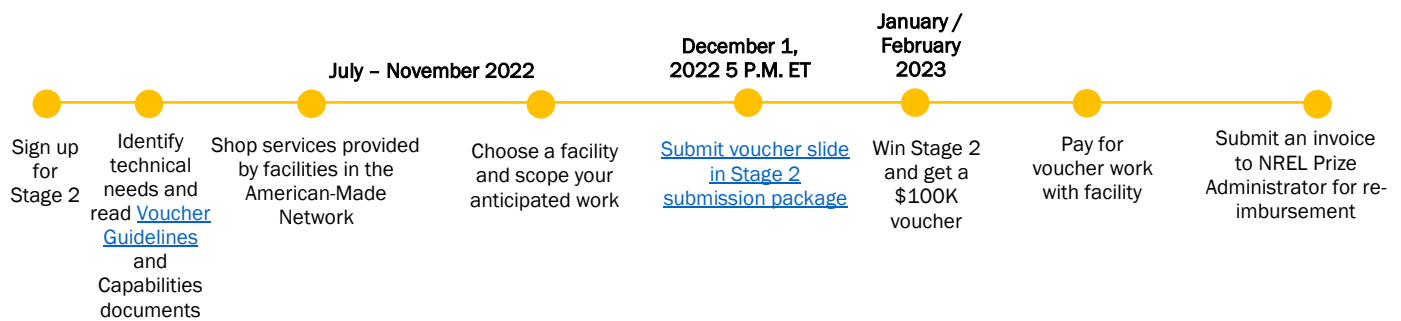 July – November 2022
December 1,
2022 5 P.M. ET
January /
February
2023
Sign up
for
Stage 2
Identify
technical
needs and
read Voucher
Guidelines
and
Capabilities
documents
Shop services provided
by facilities in the
American-Made
Network
Choose a facility
and scope your
anticipated work
Submit voucher slide
in Stage 2
submission package
Win Stage 2
and get a
$100K
voucher
Pay for
voucher work
with facility
Submit an invoice
to NREL Prize
Administrator for re-
imbursement